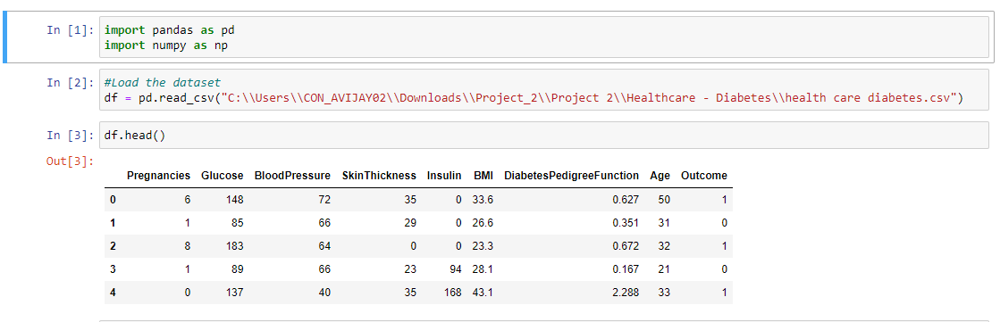 In [1]: import pandas as pd
import numpy as np
In [2]: #Load the dataset
df = pd.read_csv("C:\\Users\\CON_AVIJAY02\\Downloads\\Project_2\\Project 2\\Healthcare - Diabetes\\health care diabetes.csv")
In [3]: df.head()
Out[3]:
Pregnancies Glucose BloodPressure SkinThickness Insulin BMI DiabetesPedigreeFunction Age Outcome
0 6 148 72 35 0 33.6 0.627 50 1
1 1 85 66 29 0 26.6 0.351 31 0
2 8 183 64 0 0 23.3 0.672 32 1
3 1 89 66 23 94 28.1 0.167 21 0
4 0 137 40 35 168 43.1 2.288 33 1